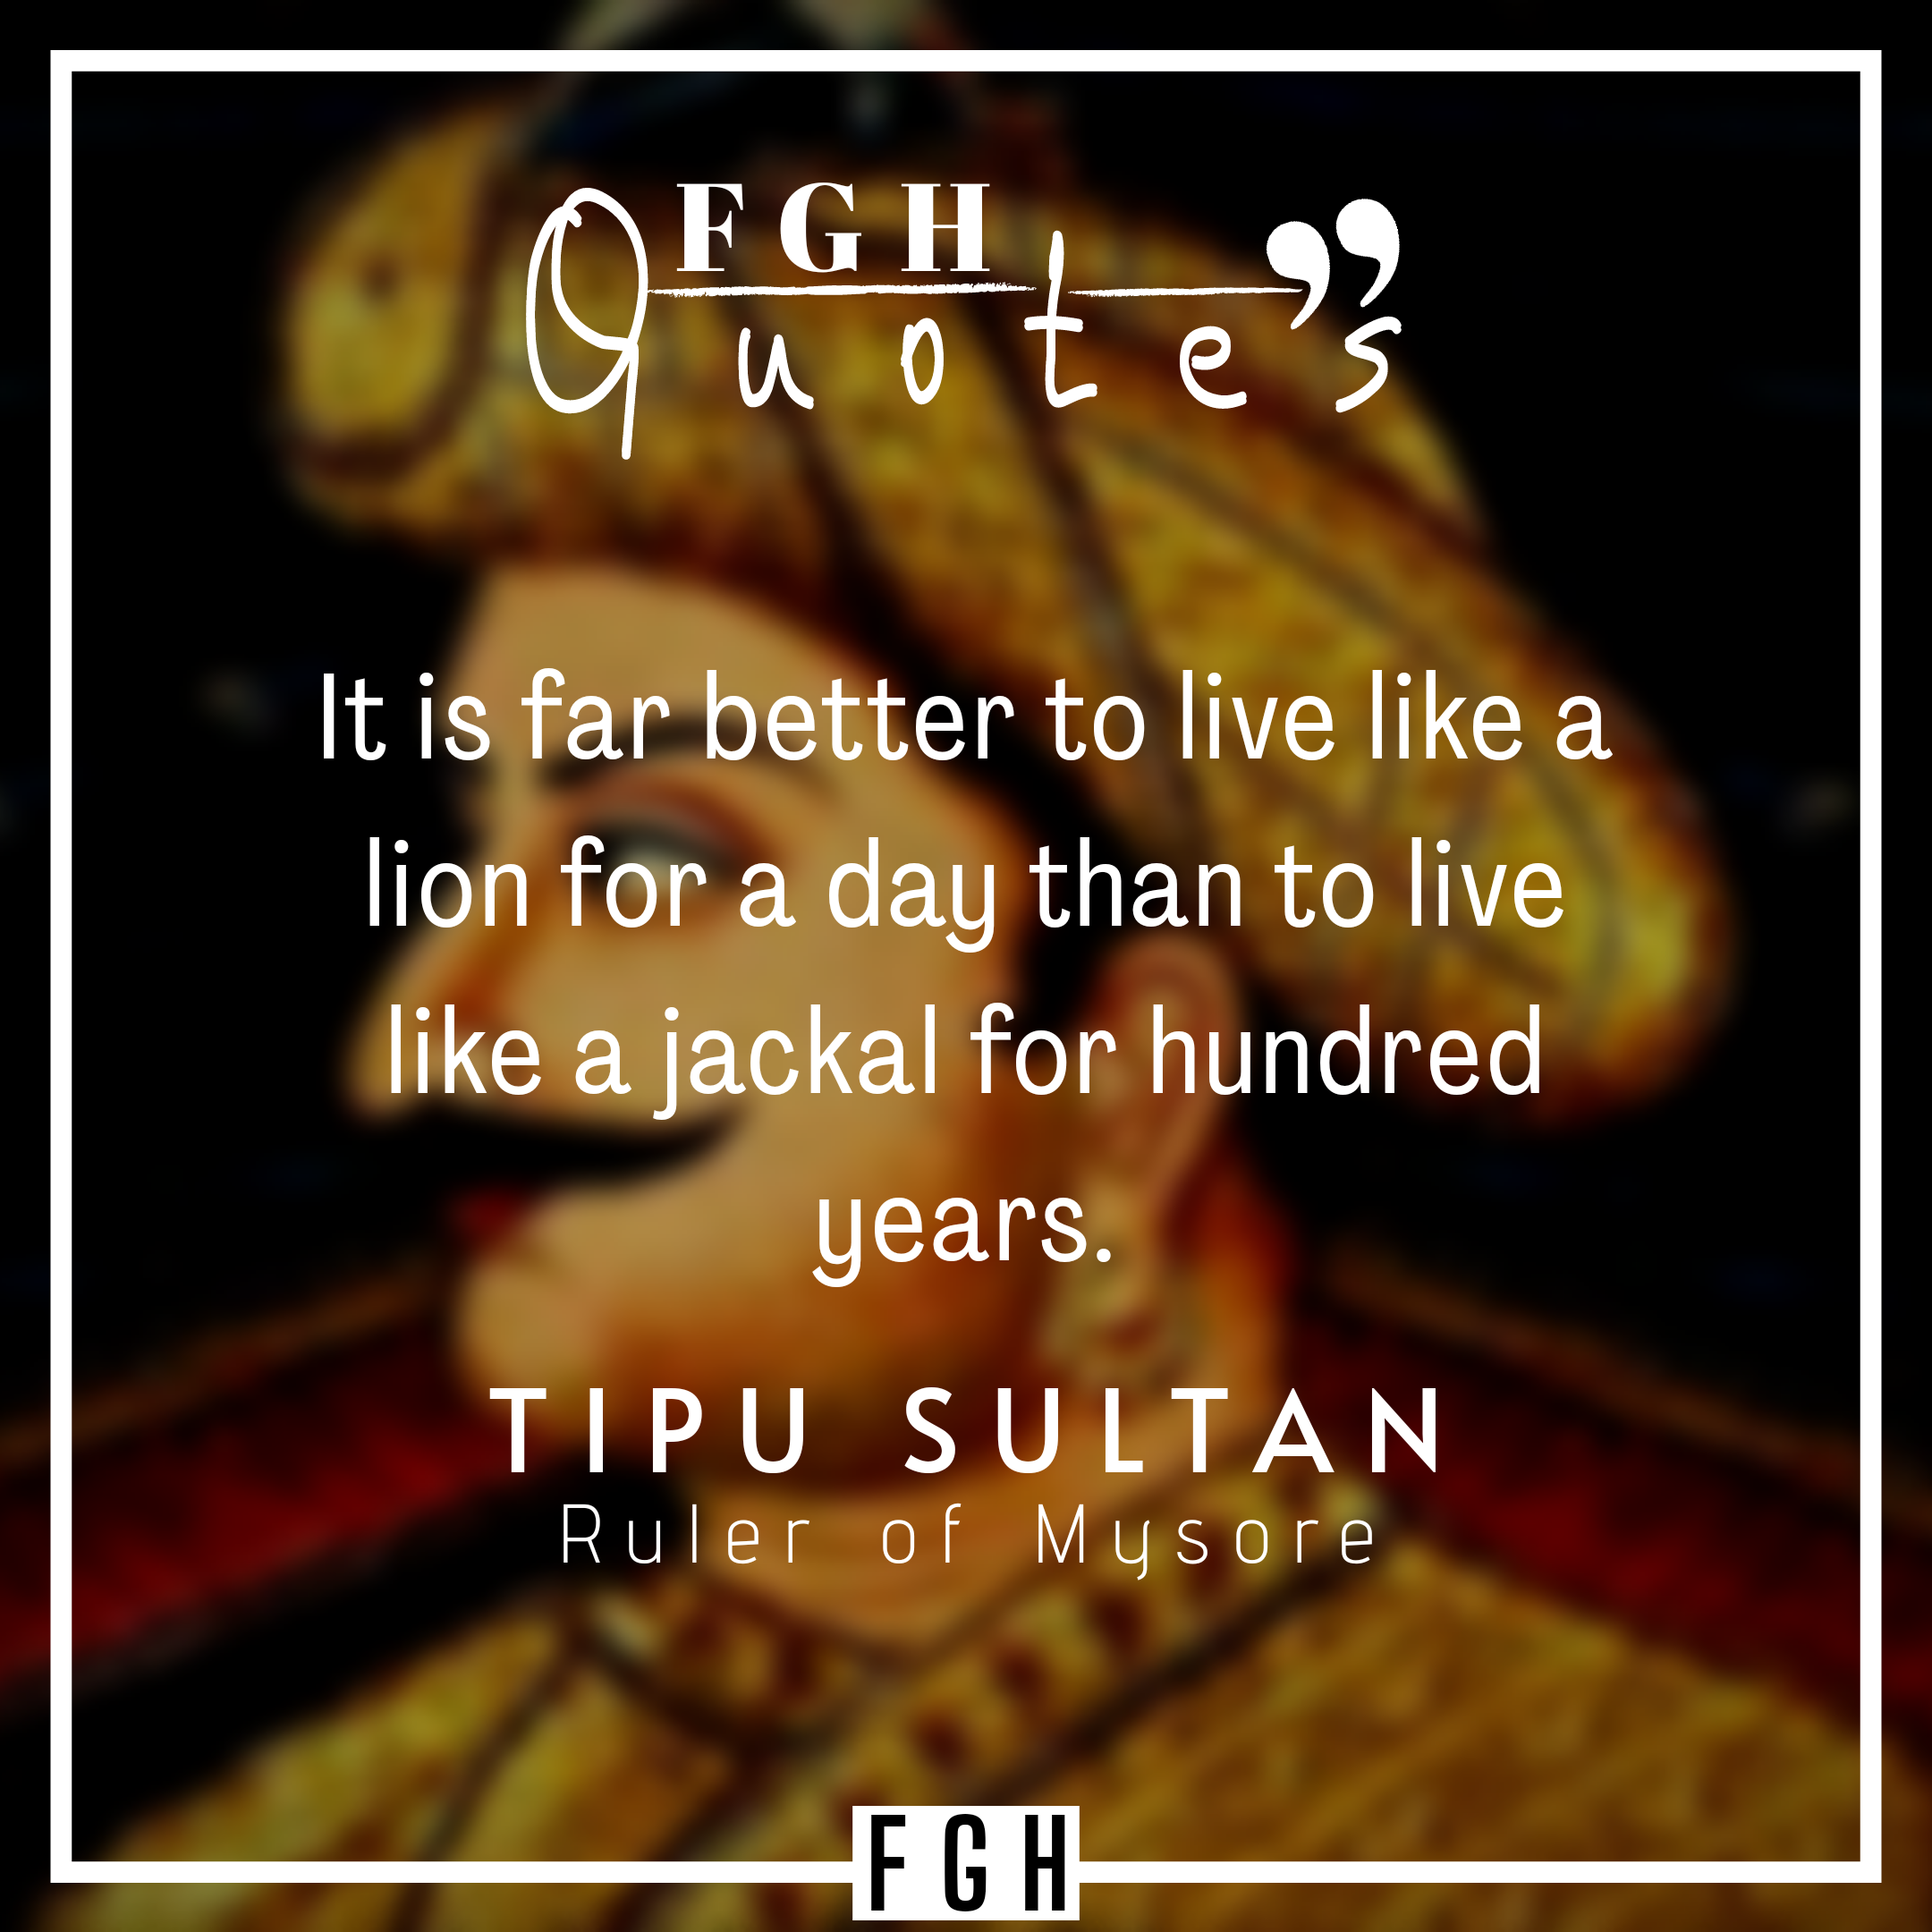 FGH
Quotes
It is far better to live like a
lion for a day than to live
like a jackal for hundred
years.
TIPU SULTAN
Ruler of Mysore
FGH